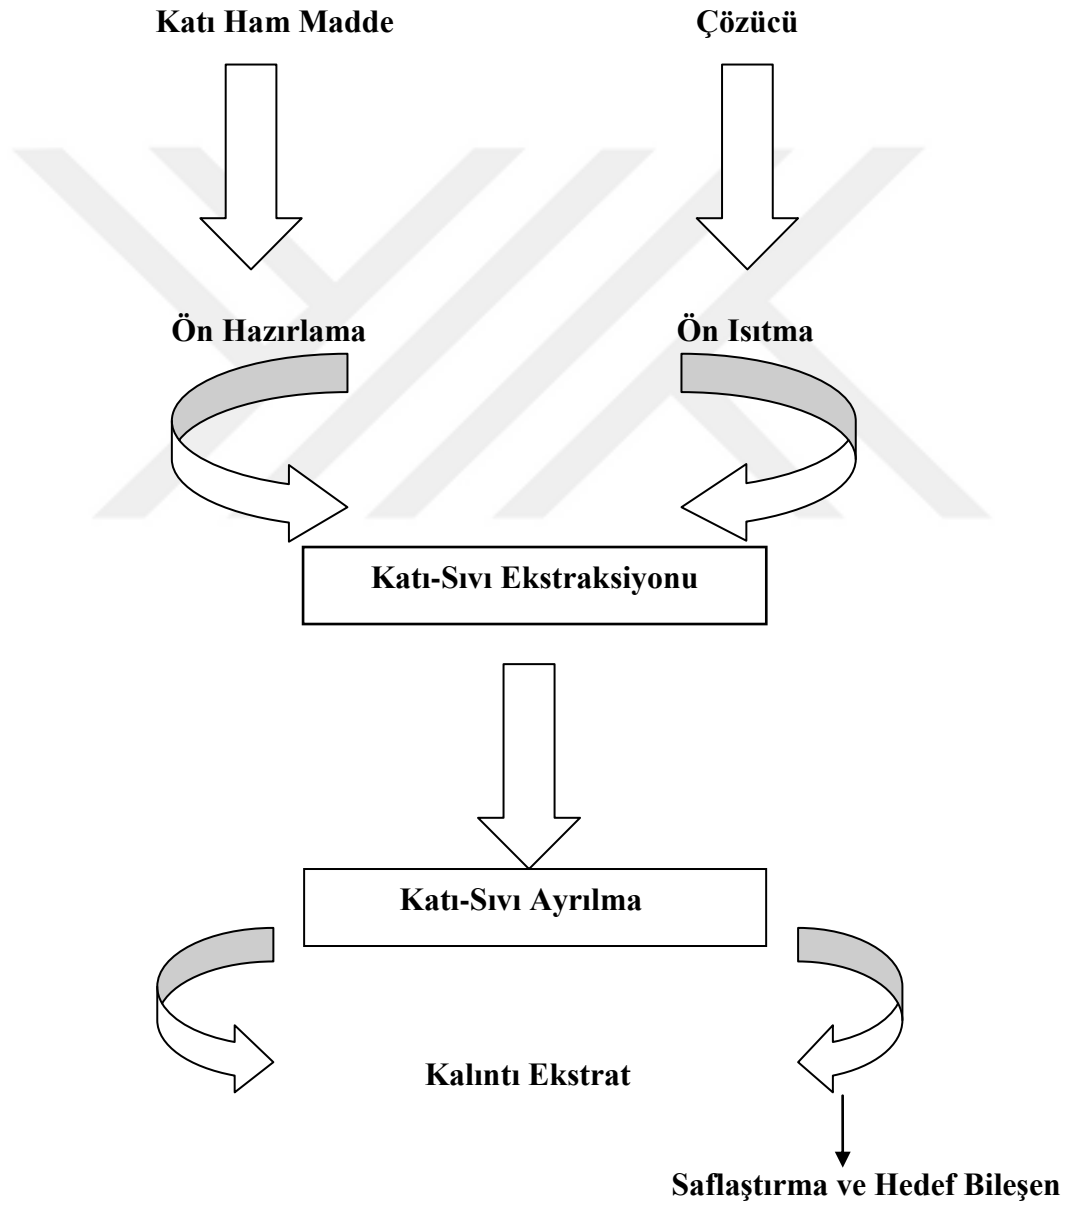 Katı Ham Madde
Çözücü
Ön Hazırlama
Ön Isıtma
Katı-Sıvı Ekstraksiyonu
Katı-Sıvı Ayrılma
Kalıntı Ekstrat
Saflaştırma ve Hedef Bileşen